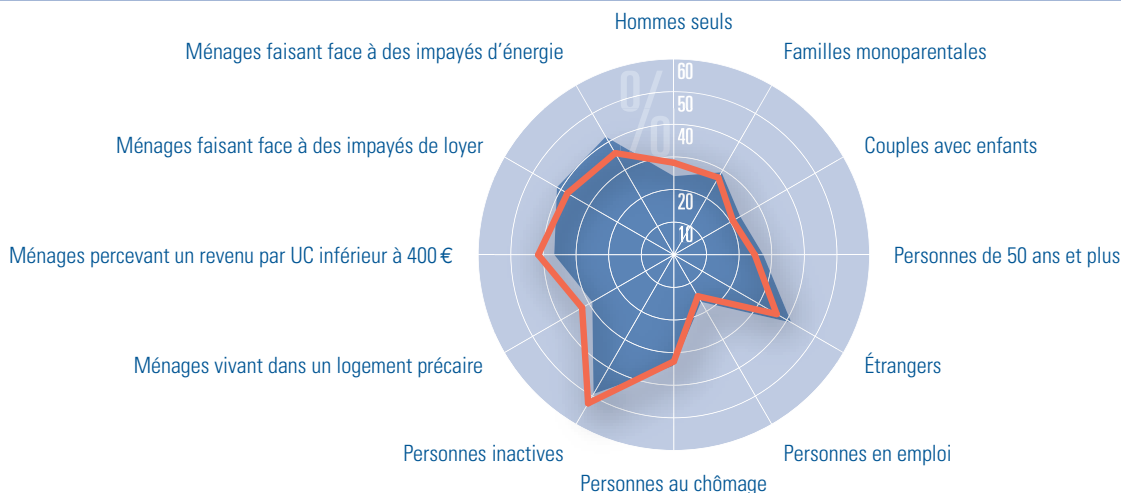 Hommes seuls
Ménages faisant face à des impayés d’énergie
Familles monoparentales
%
%
60
50
40
20
10
Ménages faisant face à des impayés de loyer
Couples avec enfants
Ménages percevant un revenu par UC inférieur à 400 €
Personnes de 50 ans et plus
Ménages vivant dans un logement précaire
Étrangers
Personnes inactives
Personnes en emploi
Personnes au chômage